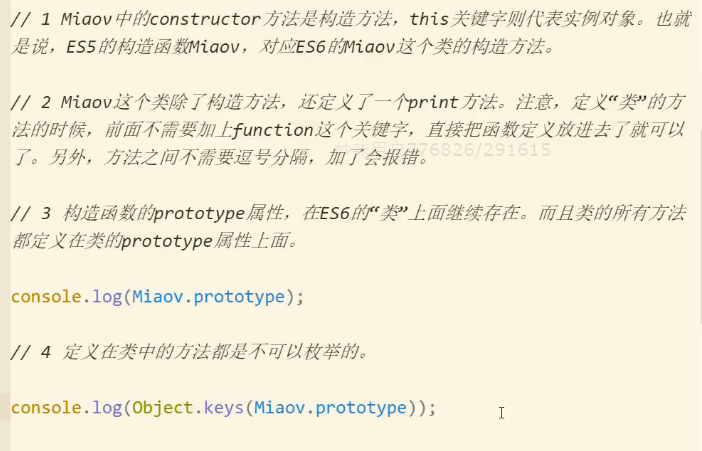 // 1 Miaov中的constructor方法是构造方法，this关键字则代表实例对象。也就
是说，ES5的构造函数Miaov，对应ES6的Miaov这个类的构造方法。
// 2 Miaov这个类除了构造方法，还定义了一个print方法。注意，定义“类”的方
法的时候，前面不需要加上function这个关键字，直接把函数定义放进去了就可以
了。另外，方法之间不需要逗号分隔，加了会报错。
776826/291615
// 3 构造函数的prototype属性，在ES6的“类”上面继续存在。而且类的所有方法
都定义在类的prototype属性上面。
console.log(Miaov.prototype);
// 4 定义在类中的方法都是不可以枚举的。
console.log(Object.keys(Miaov.prototype));